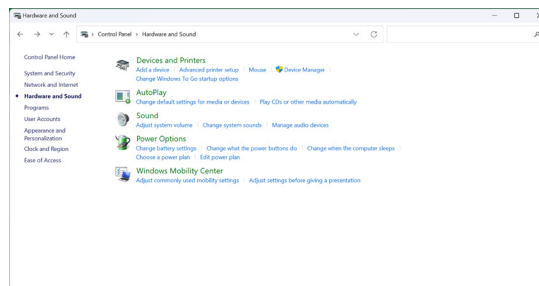 Hardware and Sound
Control Panel > Hardware and Sound
Control Panel Home
System and Security
Network and Internet
Hardware and Sound
Programs
User Accounts
Appearance and
Personalization
Clock and Region
Ease of Access
Devices and Printers
Add a device | Advanced printer setup | Mouse | Device Manager |
Change Windows To Go startup options
AutoPlay
Change default settings for media or devices | Play CDs or other media automatically
Sound
Adjust system volume | Change system sounds | Manage audio devices
Power Options
Change battery settings | Change what the power buttons do | Change when the computer sleeps |
Choose a power plan | Edit power plan
Windows Mobility Center
Adjust commonly used mobility settings | Adjust settings before giving a presentation